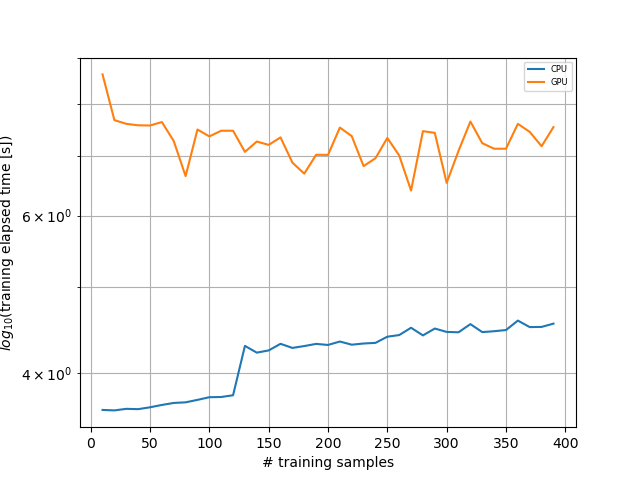 CPU
GPU
6 × 10⁰
4 × 10⁰
log₁₀(training elapsed time [s])
0 50 100 150 200 250 300 350 400
# training samples